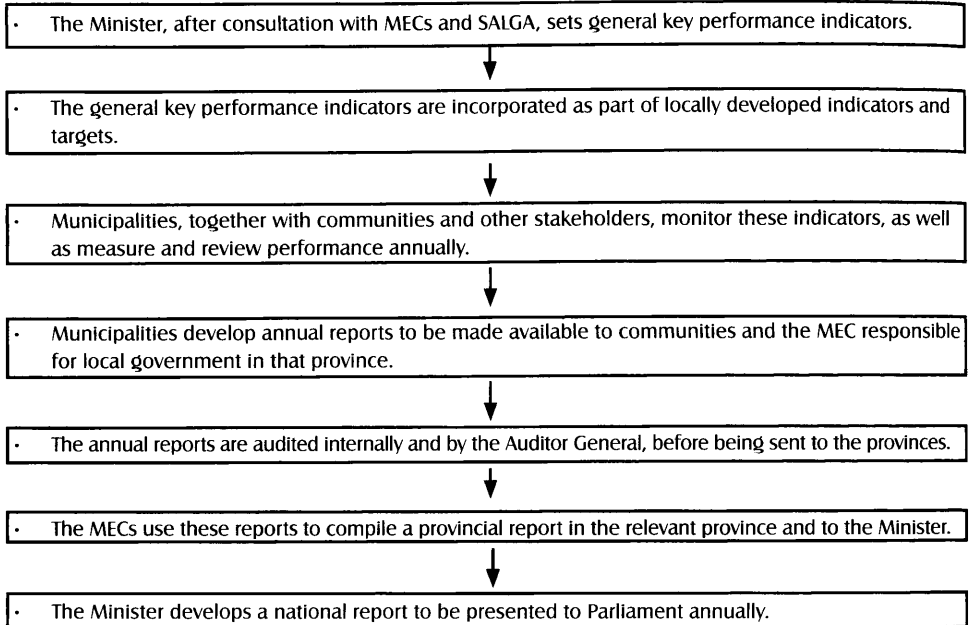 · The Minister, after consultation with MECs and SALGA, sets general key performance indicators.
· The general key performance indicators are incorporated as part of locally developed indicators and
targets.
· Municipalities, together with communities and other stakeholders, monitor these indicators, as well
as measure and review performance annually.
· Municipalities develop annual reports to be made available to communities and the MEC responsible
for local government in that province.
· The annual reports are audited internally and by the Auditor General, before being sent to the provinces.
· The MECs use these reports to compile a provincial report in the relevant province and to the Minister.
· The Minister develops a national report to be presented to Parliament annually.